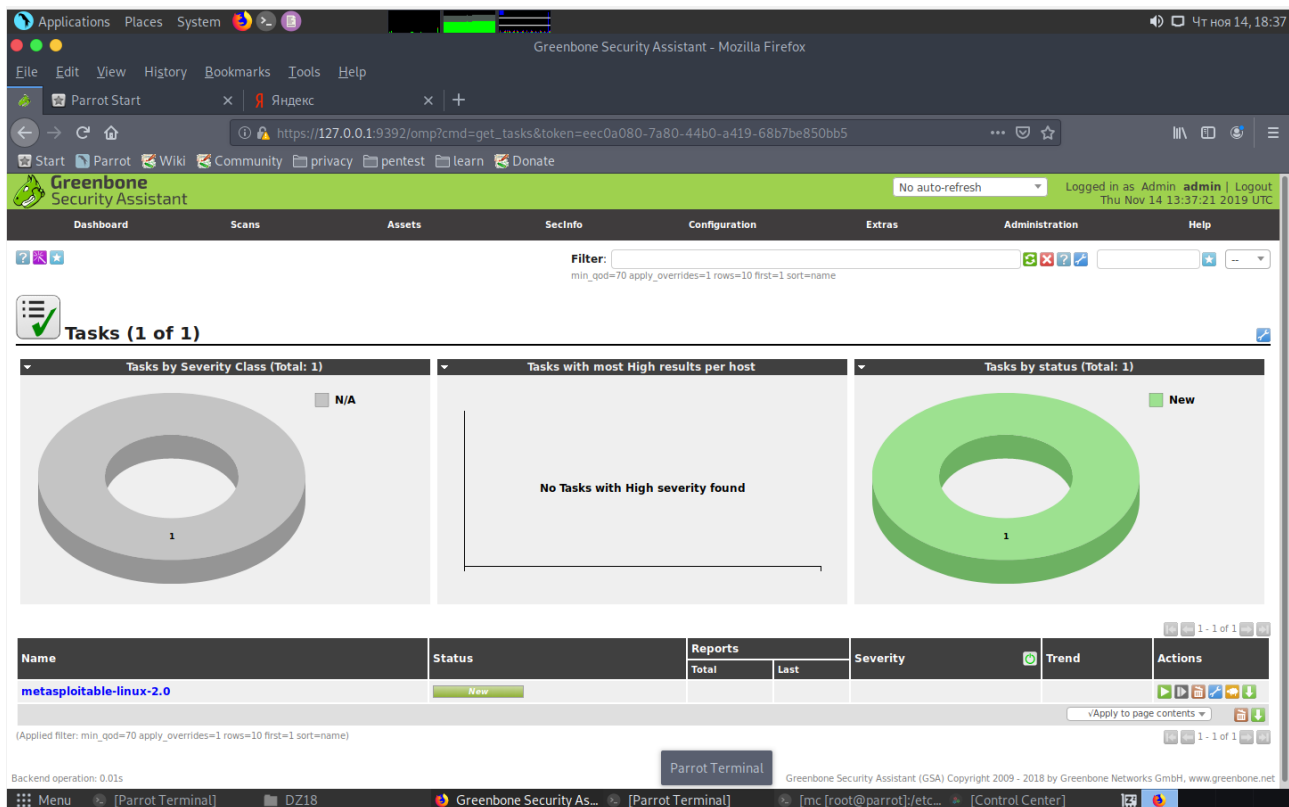 Applications Places System Чт ноя 14, 18:37
Greenbone Security Assistant - Mozilla Firefox
File Edit View History Bookmarks Tools Help
Parrot Start Яндекс
https://127.0.0.1:9392/omp?cmd=get_tasks&token=eec0a080-7a80-44b0-a419-68b7be850bb5
Start Parrot Wiki Community privacy pentest learn Donate
Greenbone
Security Assistant
No auto-refresh
Logged in as Admin admin | Logout
Thu Nov 14 13:37:21 2019 UTC
Dashboard Scans Assets SecInfo Configuration Extras Administration Help
Filter: --
min_qod=70 apply_overrides=1 rows=10 first=1 sort=name
Tasks (1 of 1)
Tasks by Severity Class (Total: 1)
N/A
1
Tasks with most High results per host
No Tasks with High severity found
Tasks by status (Total: 1)
New
1
1 - 1 of 1
Name Status Reports Severity Trend Actions
Total Last
metasploitable-linux-2.0 New
√Apply to page contents
(Applied filter: min_qod=70 apply_overrides=1 rows=10 first=1 sort=name) 1 - 1 of 1
Parrot Terminal
Backend operation: 0.01s Greenbone Security Assistant (GSA) Copyright 2009 - 2018 by Greenbone Networks GmbH, www.greenbone.net
Menu [Parrot Terminal] DZ18 Greenbone Security As... [Parrot Terminal] [mc [root@parrot]:/etc... [Control Center]